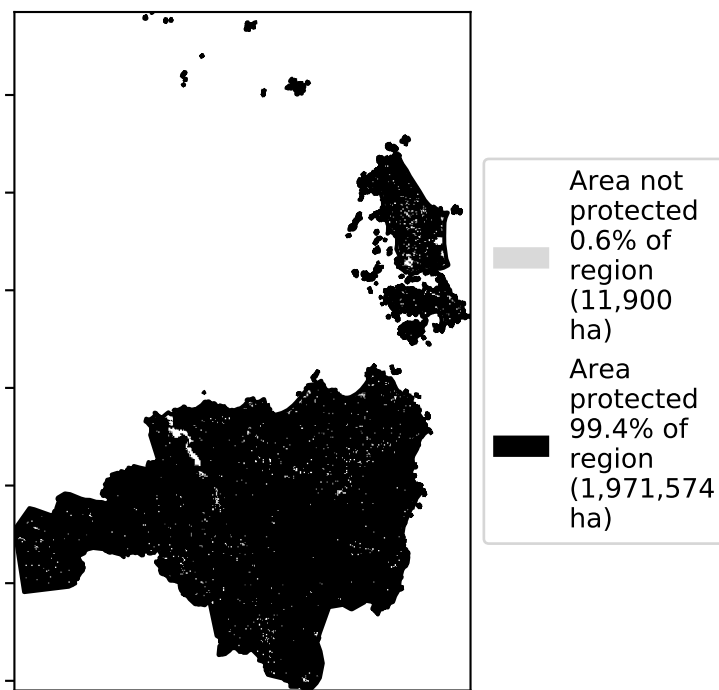 Area not
protected
0.6% of
region
(11,900
ha)
Area
protected
99.4% of
region
(1,971,574
ha)